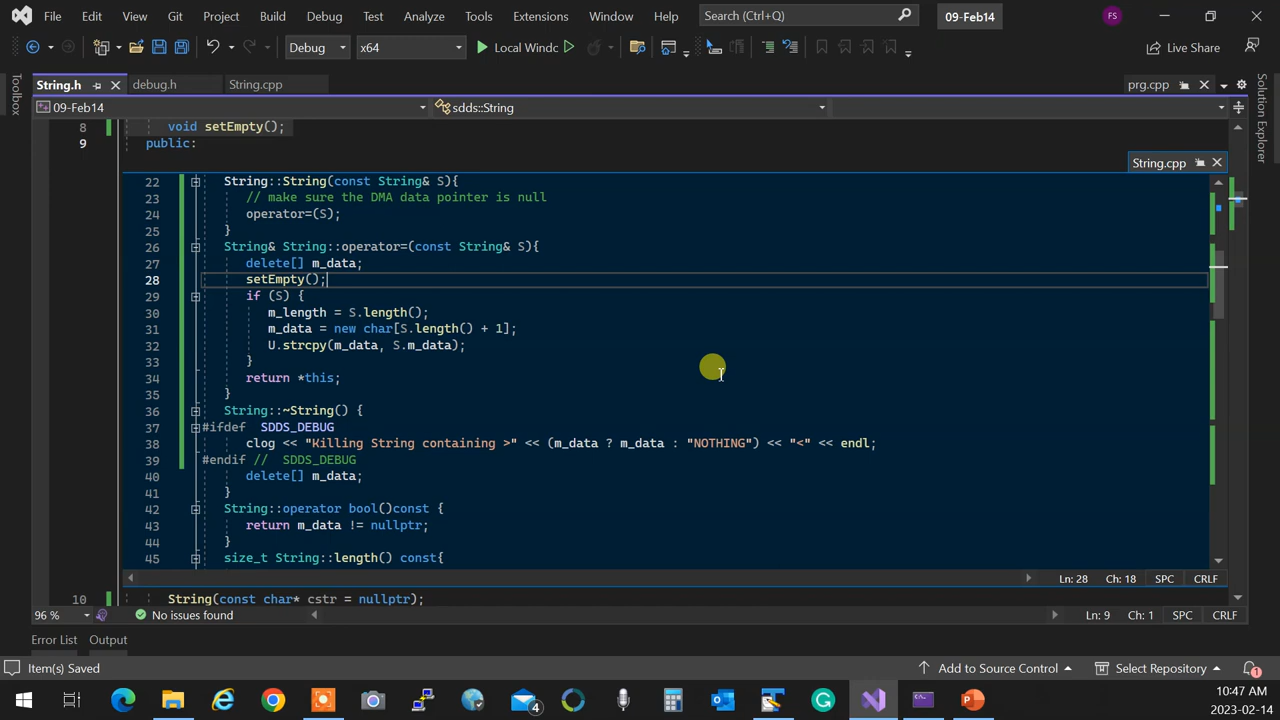 File Edit View Git Project Build Debug Test Analyze Tools Extensions Window Help Search (Ctrl+Q) 09-Feb14 FS
Debug x64 Local Windc Live Share
String.h debug.h String.cpp prg.cpp
09-Feb14 sdds::String
8 void setEmpty();
9 public:
String.cpp
22 String::String(const String& S){
23 // make sure the DMA data pointer is null
24 operator=(S);
25 }
26 String& String::operator=(const String& S){
27 delete[] m_data;
28 setEmpty();
29 if (S) {
30 m_length = S.length();
31 m_data = new char[S.length() + 1];
32 U.strcpy(m_data, S.m_data);
33 }
34 return *this;
35 }
36 String::~String() {
37 #ifdef SDDS_DEBUG
38 clog << "Killing String containing >" << (m_data ? m_data : "NOTHING") << "<" << endl;
39 #endif // SDDS_DEBUG
40 delete[] m_data;
41 }
42 String::operator bool()const {
43 return m_data != nullptr;
44 }
45 size_t String::length() const{
Ln: 28 Ch: 18 SPC CRLF
10 String(const char* cstr = nullptr);
96 % No issues found Ln: 9 Ch: 1 SPC CRLF
Error List Output
Item(s) Saved Add to Source Control Select Repository 1
Toolbox
Solution Explorer
4
10:47 AM
2023-02-14